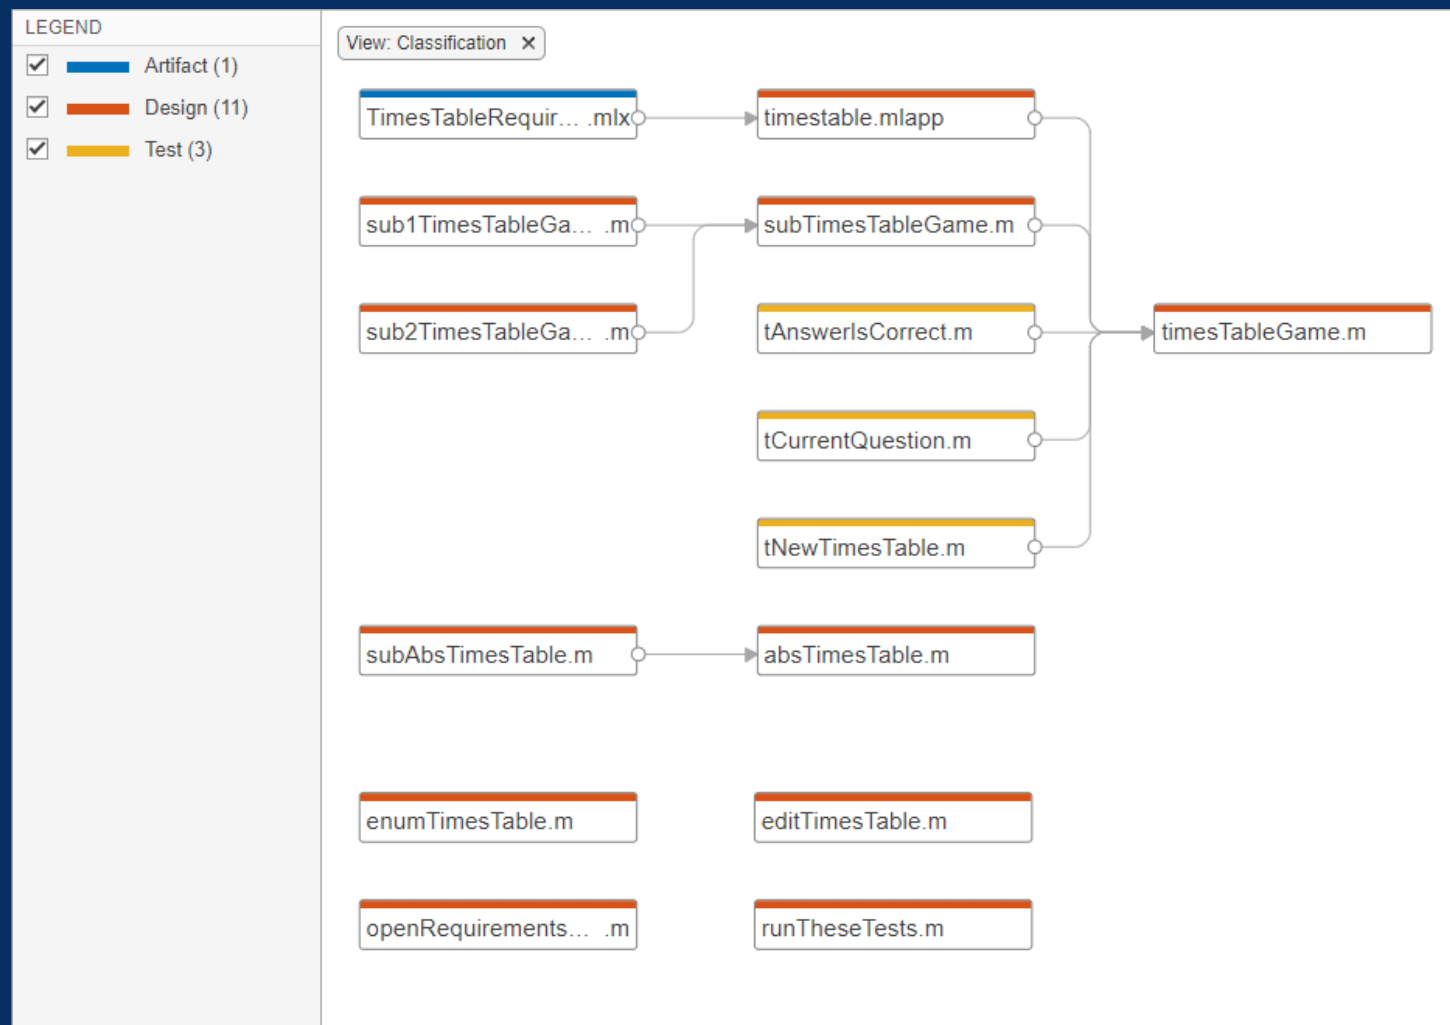 LEGEND
Artifact (1)
Design (11)
Test (3)
View: Classification ×
TimesTableRequir... .mlx
timestable.mlapp
sub1TimesTableGa... .m
subTimesTableGame.m
sub2TimesTableGa... .m
tAnswerIsCorrect.m
timesTableGame.m
tCurrentQuestion.m
tNewTimesTable.m
subAbsTimesTable.m
absTimesTable.m
enumTimesTable.m
editTimesTable.m
openRequirements... .m
runTheseTests.m